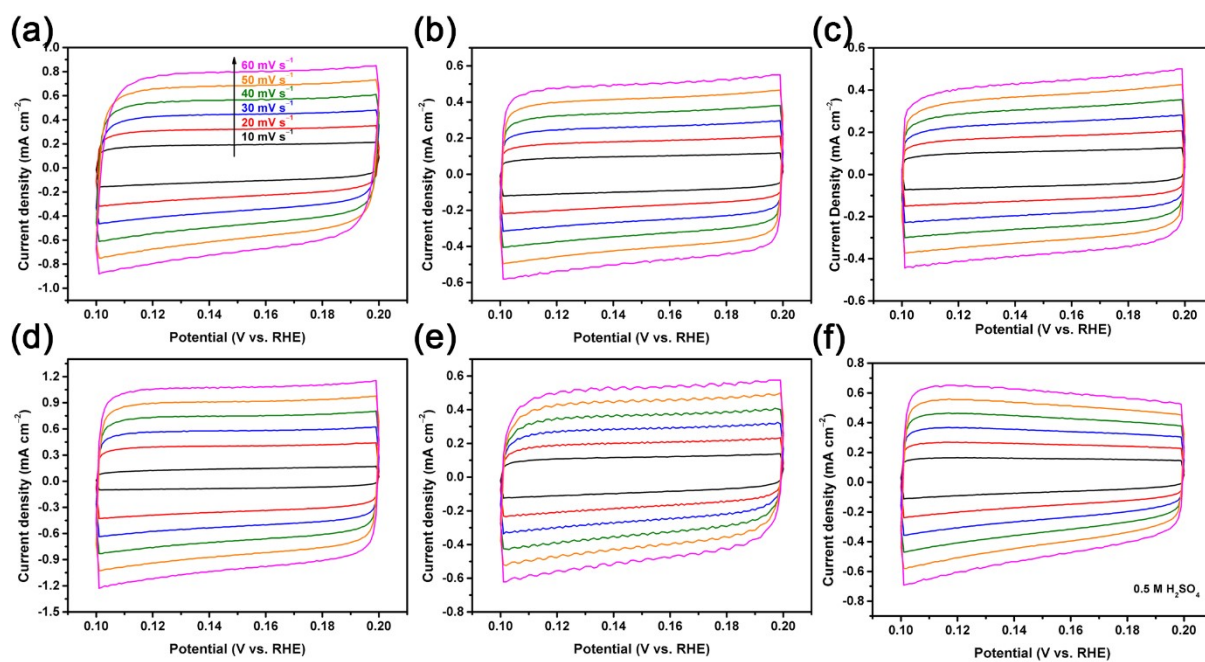 (a)
(b)
(c)
1.0
0.8
0.6
0.4
0.2
0.0
-0.2
-0.4
-0.6
-0.8
-1.0
Current density (mA cm⁻²)
60 mV s⁻¹
50 mV s⁻¹
40 mV s⁻¹
30 mV s⁻¹
20 mV s⁻¹
10 mV s⁻¹
0.10 0.12 0.14 0.16 0.18 0.20
Potential (V vs. RHE)
0.6
0.4
0.2
0.0
-0.2
-0.4
-0.6
Current density (mA cm⁻²)
0.10 0.12 0.14 0.16 0.18 0.20
Potential (V vs. RHE)
0.6
0.4
0.2
0.0
-0.2
-0.4
-0.6
Current Density (mA cm⁻²)
0.10 0.12 0.14 0.16 0.18 0.20
Potential (V vs. RHE)
(d)
(e)
(f)
1.2
0.9
0.6
0.3
0.0
-0.3
-0.6
-0.9
-1.2
-1.5
Current density (mA cm⁻²)
0.10 0.12 0.14 0.16 0.18 0.20
Potential (V vs. RHE)
0.6
0.4
0.2
0.0
-0.2
-0.4
-0.6
-0.8
Current density (mA cm⁻²)
0.10 0.12 0.14 0.16 0.18 0.20
Potential (V vs. RHE)
0.8
0.6
0.4
0.2
0.0
-0.2
-0.4
-0.6
-0.8
Current density (mA cm⁻²)
0.5 M H₂SO₄
0.10 0.12 0.14 0.16 0.18 0.20
Potential (V vs. RHE)